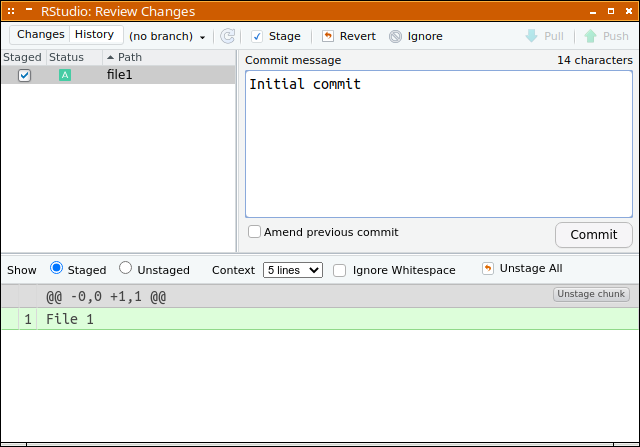 RStudio: Review Changes
Changes History (no branch) Stage Revert Ignore Pull Push
Staged Status Path
A file1
Commit message 14 characters
Initial commit
Amend previous commit Commit
Show Staged Unstaged Context 5 lines Ignore Whitespace Unstage All
@@ -0,0 +1,1 @@ Unstage chunk
1 File 1